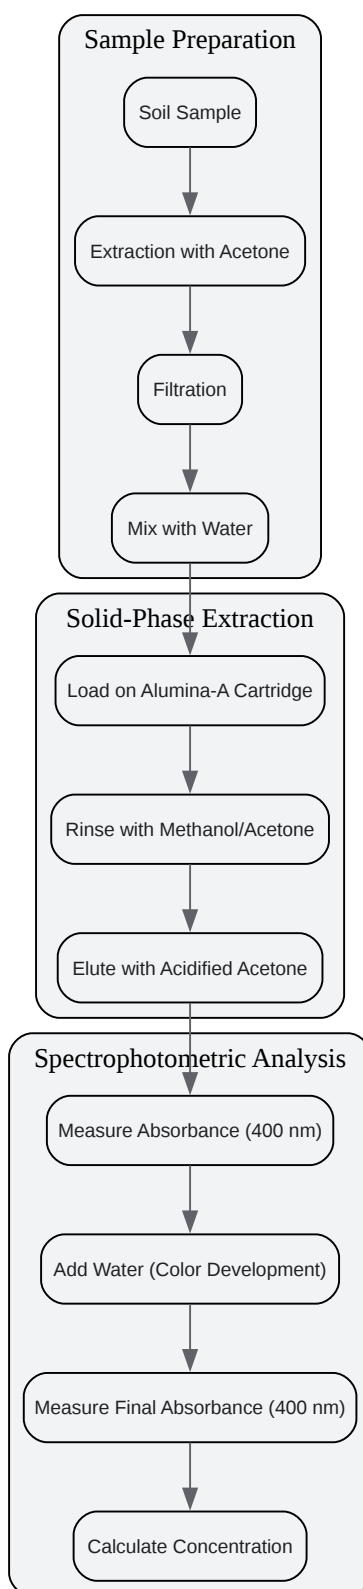 Sample Preparation
Soil Sample
Extraction with Acetone
Filtration
Mix with Water
Solid-Phase Extraction
Load on Alumina-A Cartridge
Rinse with Methanol/Acetone
Elute with Acidified Acetone
Spectrophotometric Analysis
Measure Absorbance (400 nm)
Add Water (Color Development)
Measure Final Absorbance (400 nm)
Calculate Concentration